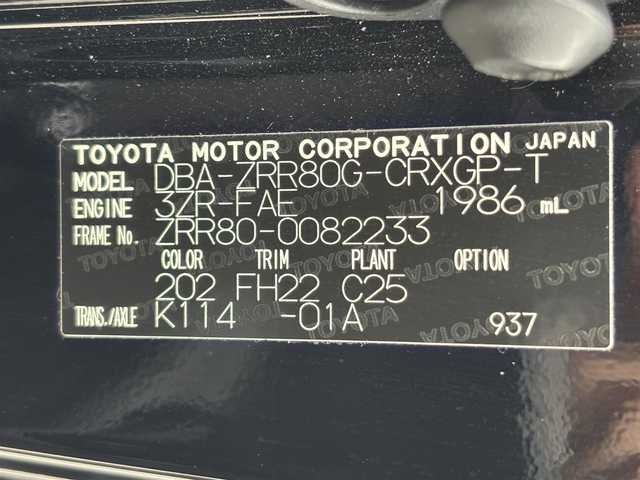 TOYOTA MOTOR CORPORATION JAPAN
MODEL DBA-ZRR80G-CRXGP-T
ENGINE 3ZR-FAE 1986 mL
FRAME No. ZRR80-0082233
COLOR TRIM PLANT OPTION
202 FH22 C25
TRANS./AXLE K114 -01A 937